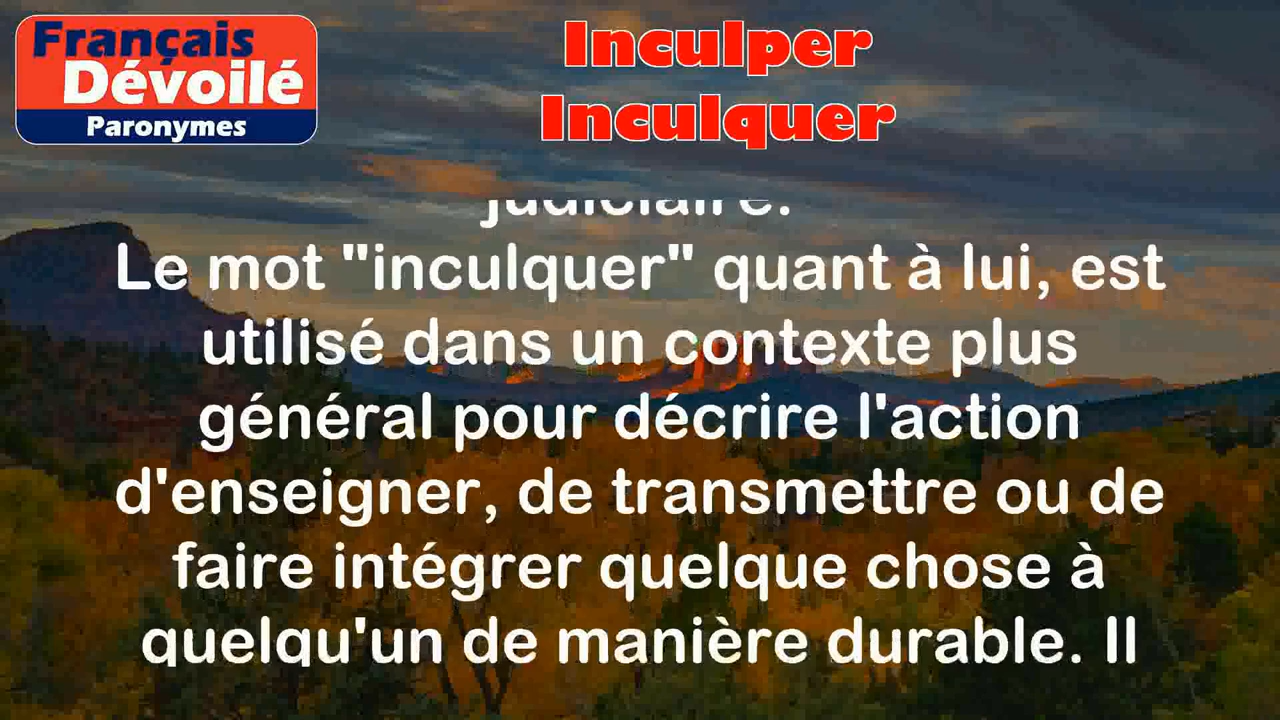 Français
Dévoilé
Paronymes
Inculper
Inculquer
judiciaire.
Le mot "inculquer" quant à lui, est
utilisé dans un contexte plus
général pour décrire l'action
d'enseigner, de transmettre ou de
faire intégrer quelque chose à
quelqu'un de manière durable. Il